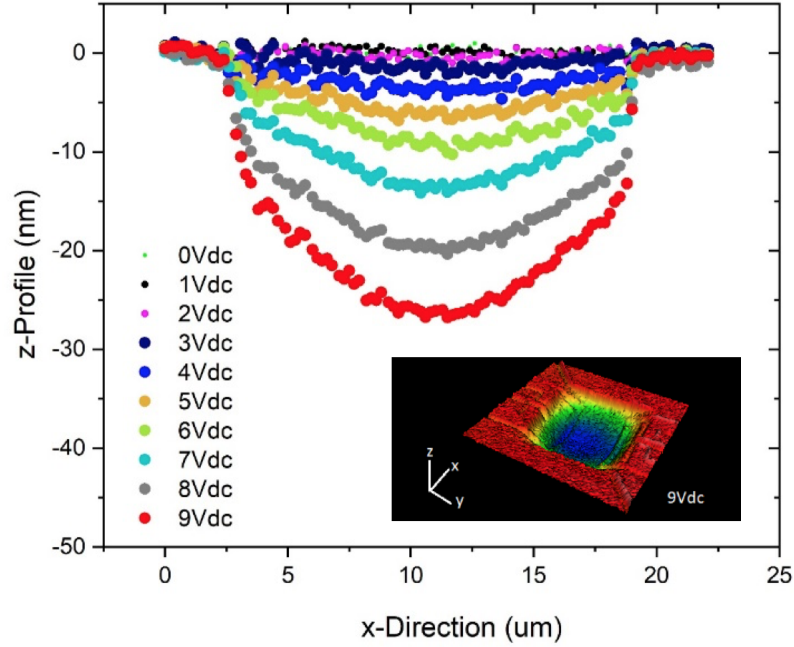 z-Profile (nm)
0
-10
-20
-30
-40
-50
0Vdc
1Vdc
2Vdc
3Vdc
4Vdc
5Vdc
6Vdc
7Vdc
8Vdc
9Vdc
z
x
y
9Vdc
0 5 10 15 20 25
x-Direction (um)